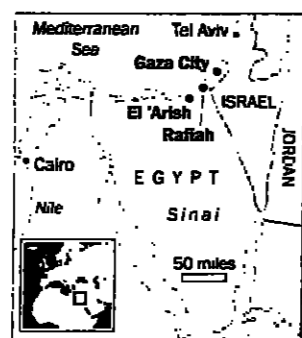 Mediterranean
Sea
Tel Aviv
Gaza City
El 'Arish
ISRAEL
Rafiah
JORDAN
Cairo
EGYPT
Nile
Sinai
50 miles